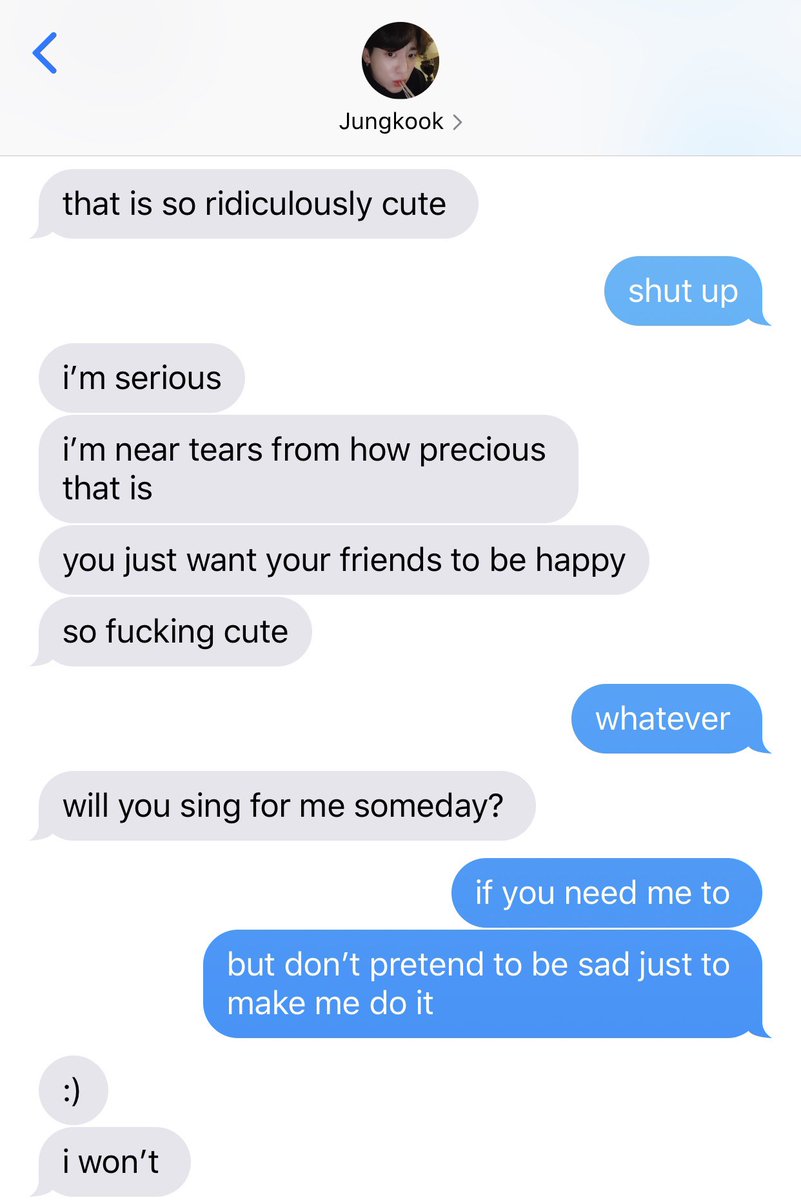 Jungkook
that is so ridiculously cute
shut up
i’m serious
i’m near tears from how precious
that is
you just want your friends to be happy
so fucking cute
whatever
will you sing for me someday?
if you need me to
but don’t pretend to be sad just to
make me do it
:)
i won’t